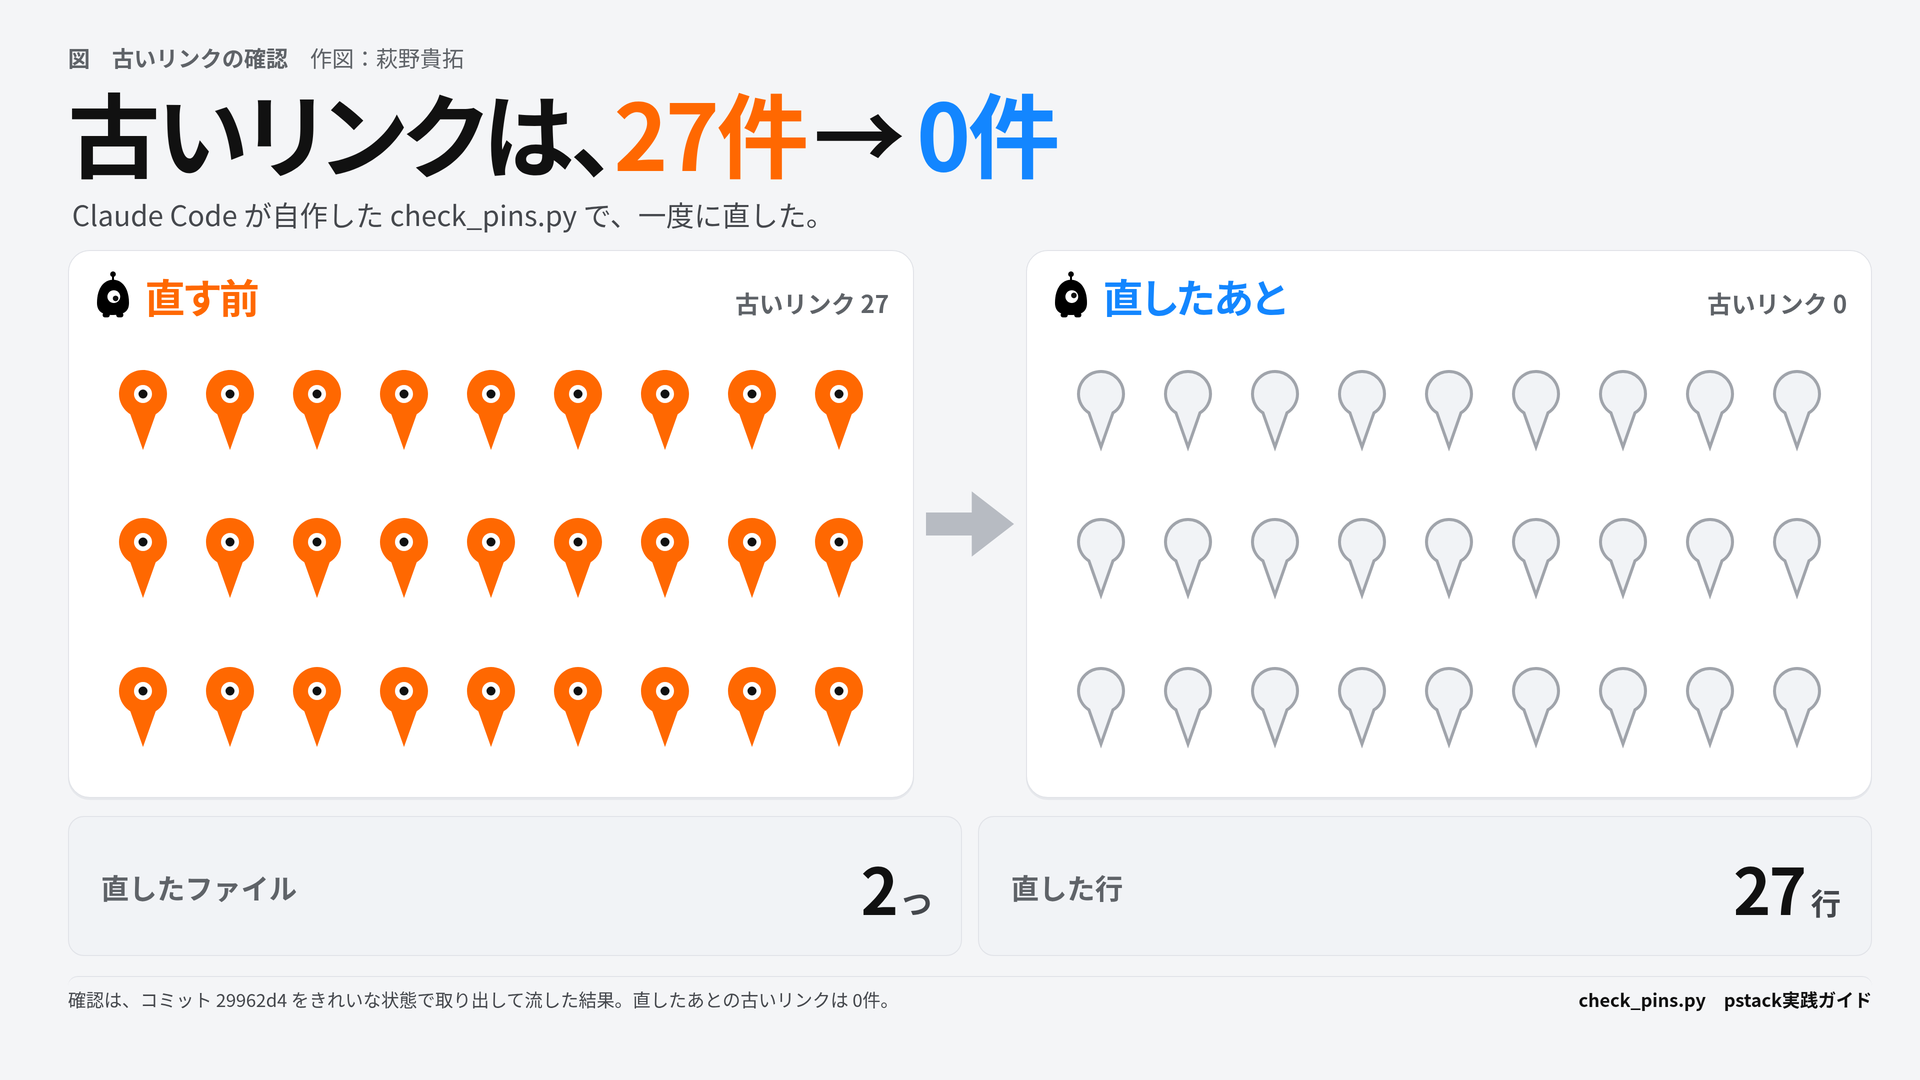 図 古いリンクの確認 作図：萩野貴拓
古いリンクは、27件→0件
Claude Code が自作した check_pins.py で、一度に直した。
直す前
古いリンク 27
直したあと
古いリンク 0
直したファイル
2つ
直した行
27行
確認は、コミット 29962d4 をきれいな状態で取り出して流した結果。直したあとの古いリンクは 0件。
check_pins.py pstack実践ガイド